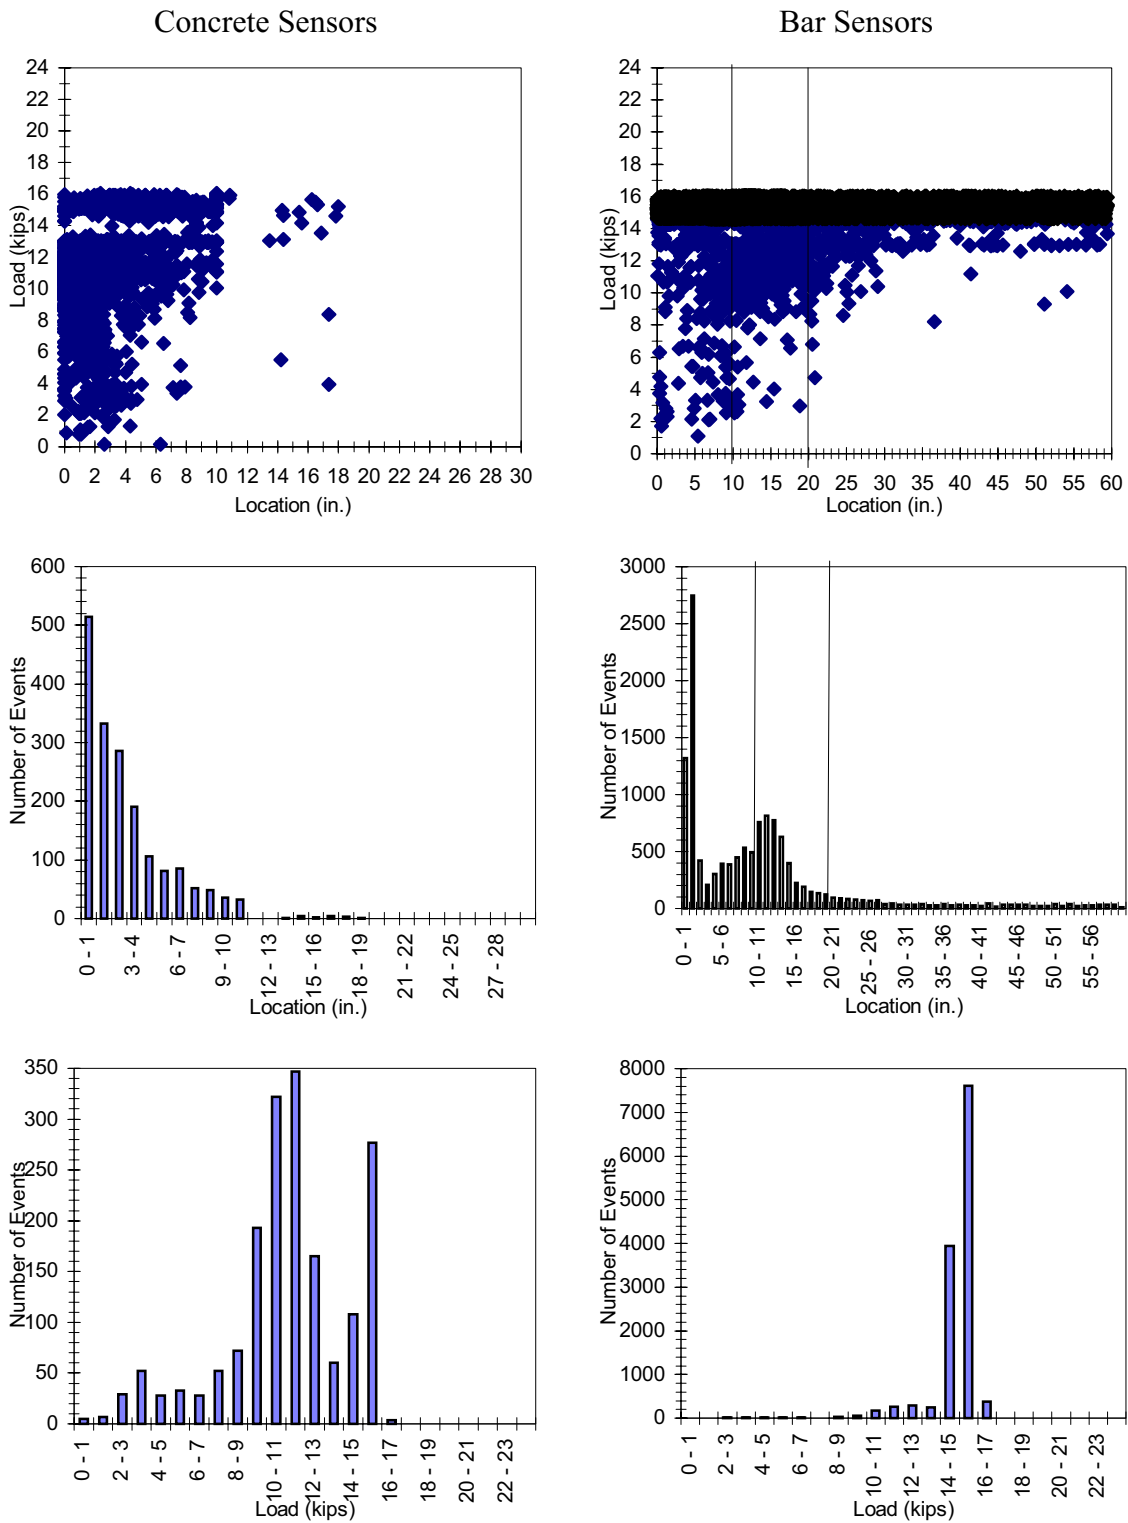 Concrete Sensors
Bar Sensors
24
22
20
18
16
14
12
10
8
6
4
2
0
Load (kips)
0 2 4 6 8 10 12 14 16 18 20 22 24 26 28 30
Location (in.)
24
22
20
18
16
14
12
10
8
6
4
2
0
Load (kips)
0 5 10 15 20 25 30 35 40 45 50 55 60
Location (in.)
600
500
400
300
200
100
0
Number of Events
0 - 1
3 - 4
6 - 7
9 - 10
12 - 13
15 - 16
18 - 19
21 - 22
24 - 25
27 - 28
Location (in.)
3000
2500
2000
1500
1000
500
0
Number of Events
0 - 1
5 - 6
10 - 11
15 - 16
20 - 21
25 - 26
30 - 31
35 - 36
40 - 41
45 - 46
50 - 51
55 - 56
Location (in.)
350
300
250
200
150
100
50
0
Number of Events
0 - 1
2 - 3
4 - 5
6 - 7
8 - 9
10 - 11
12 - 13
14 - 15
16 - 17
18 - 19
20 - 21
22 - 23
Load (kips)
8000
7000
6000
5000
4000
3000
2000
1000
0
Number of Events
0 - 1
2 - 3
4 - 5
6 - 7
8 - 9
10 - 11
12 - 13
14 - 15
16 - 17
18 - 19
20 - 21
22 - 23
Load (kips)